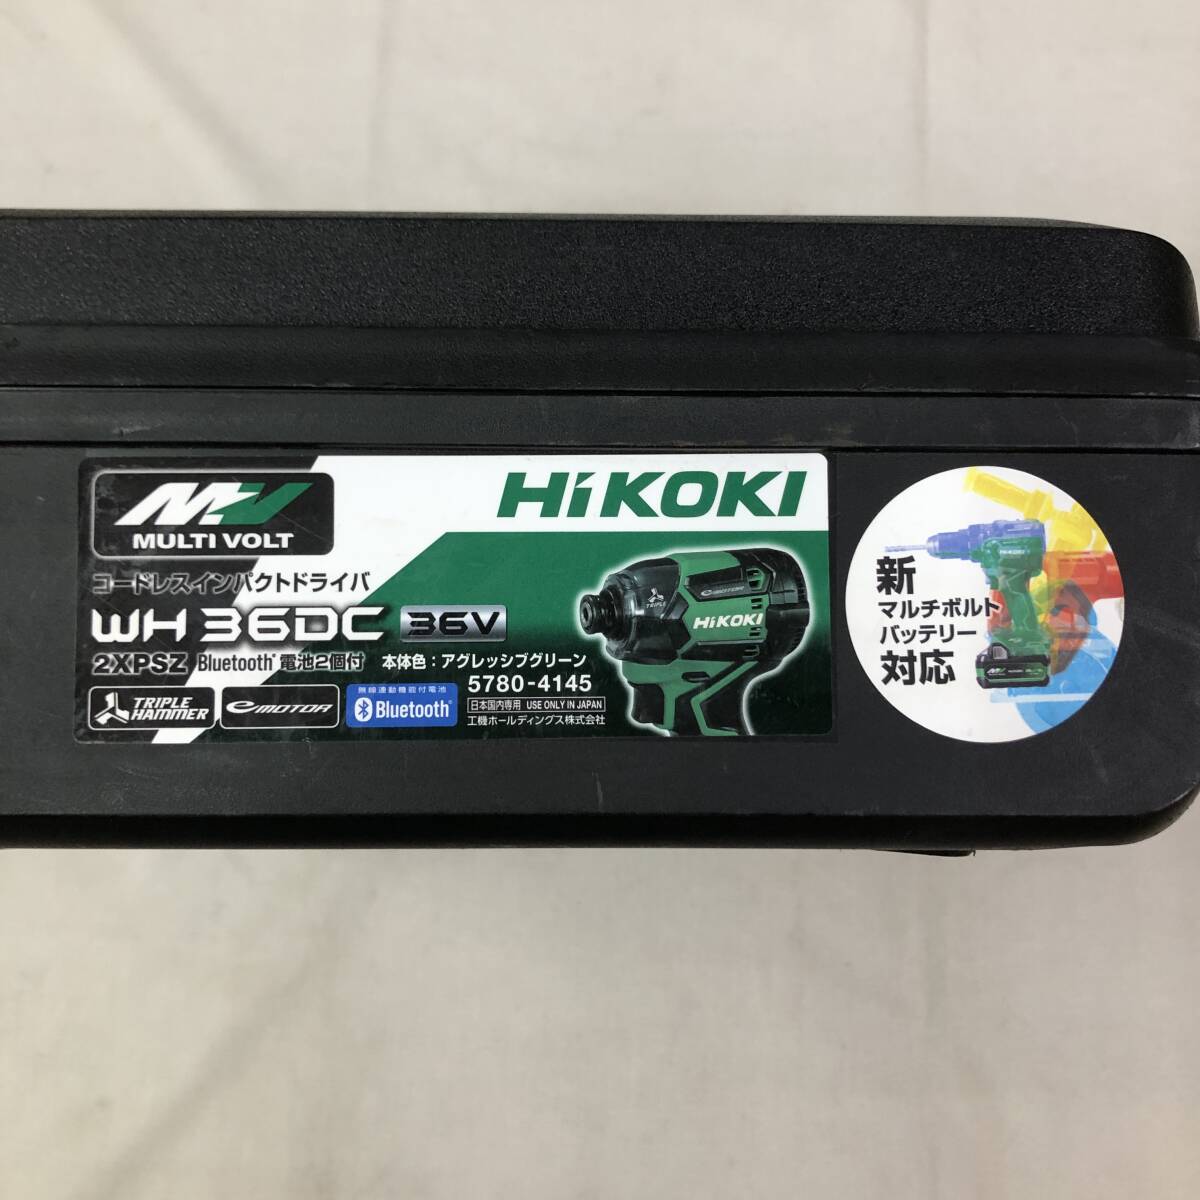 MV
MULTI VOLT
HiKOKI
コードレスインパクトドライバ
WH 36DC 36V
2XPSZ Bluetooth®電池2個付 本体色：アグレッシブグリーン
5780-4145
TRIPLE HAMMER
e MOTOR
無線連動機能付電池
Bluetooth®
日本国内専用 USE ONLY IN JAPAN
工機ホールディングス株式会社
TRIPLE
e MOTOR
HiKOKI
新
マルチボルト
バッテリー
対応
HiKOKI